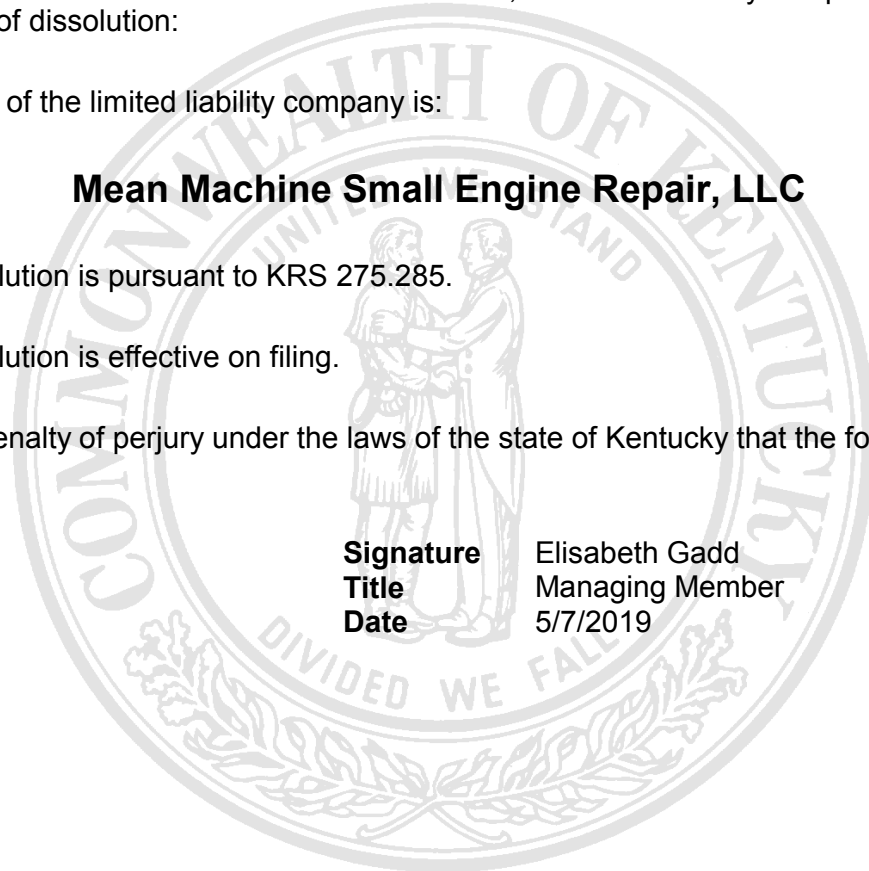 of dissolution:
of the limited liability company is:
Mean Machine Small Engine Repair, LLC
lution is pursuant to KRS 275.285.
lution is effective on filing.
enalty of perjury under the laws of the state of Kentucky that the fo
Signature Elisabeth Gadd
Title Managing Member
Date 5/7/2019
COMMONWEALTH OF KENTUCKY
UNITED WE STAND
DIVIDED WE FALL